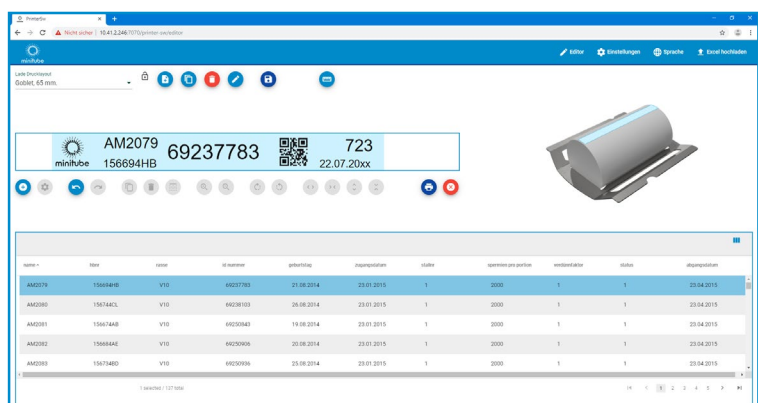 PrinterSw
Nicht sicher | 10.41.2.246:7070/printer-sw/editor
minitube
Editor
Einstellungen
Sprache
Excel hochladen
Lade Drucklayout
Goblet, 65 mm.
minitube
AM2079
156694HB
69237783
723
22.07.20xx
name
hbnr
rasse
id nummer
geburtstag
zugangsdatum
stallnr
spermien pro portion
verdünnfaktor
status
abgangsdatum
AM2079 156694HB V10 69237783 21.08.2014 23.01.2015 1 2000 1 1 23.04.2015
AM2080 156744CL V10 69238103 26.08.2014 23.01.2015 1 2000 1 1 23.04.2015
AM2081 156674AB V10 69250843 19.08.2014 23.01.2015 1 2000 1 1 23.04.2015
AM2082 156684AE V10 69250906 20.08.2014 23.01.2015 1 2000 1 1 23.04.2015
AM2083 156734BD V10 69250936 25.08.2014 23.01.2015 1 2000 1 1 23.04.2015
1 selected / 127 total
1 2 3 4 5